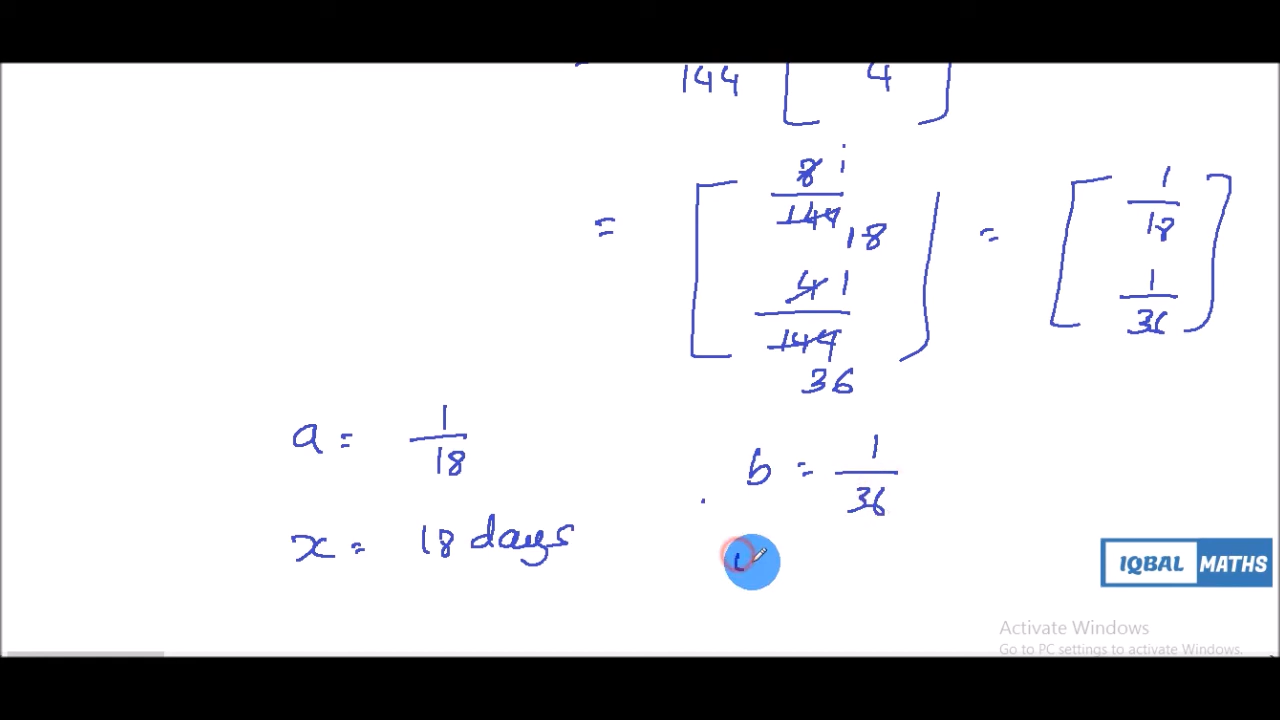 = 144 [ 4 ]
= [ 8/144 1/18 4/144 1/36 ] = [ 1/18 1/36 ]
a = 1/18
b = 1/36
x = 18 days
IQBAL MATHS
Activate Windows
Go to PC settings to activate Windows.